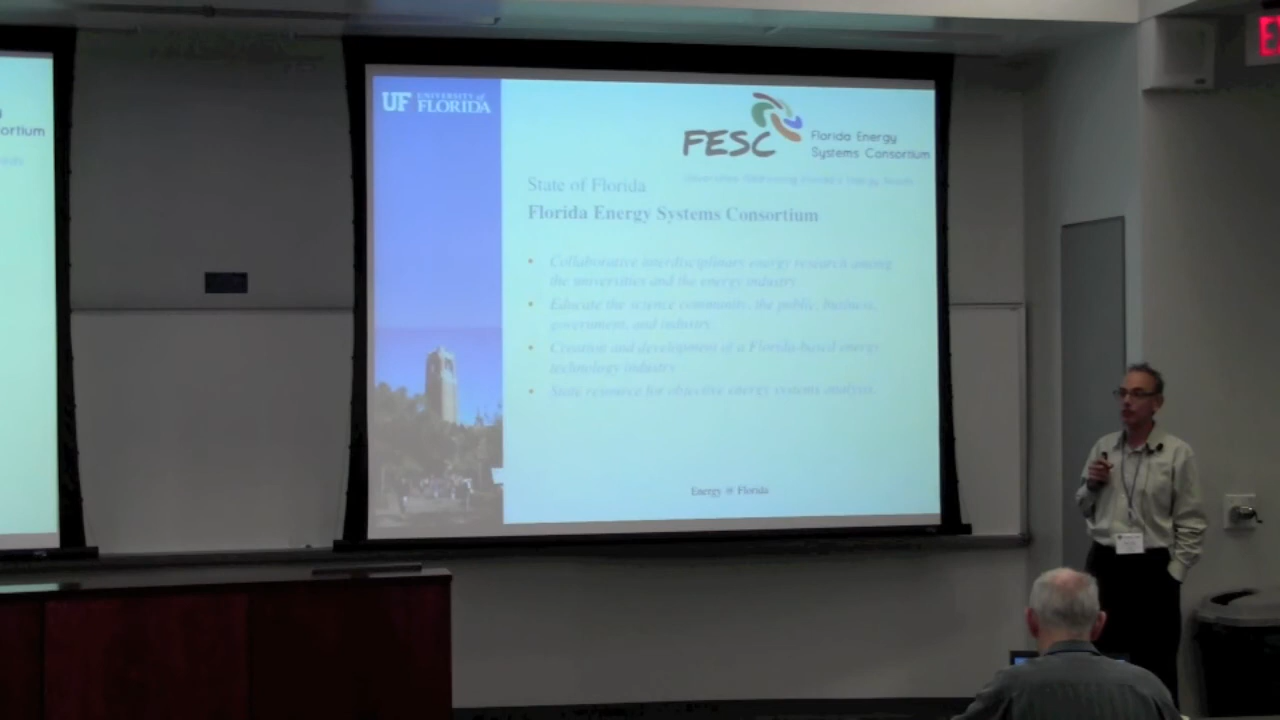 ortium
UF UNIVERSITY of
FLORIDA
FESC
Florida Energy
Systems Consortium
State of Florida
Florida Energy Systems Consortium
• Collaborative interdisciplinary energy research among
the universities and the energy industry.
• Educate the science community, the public, business,
government, and industry.
• Creation and development of a Florida-based energy
technology industry.
• State resource for objective energy systems analysis.
Energy @ Florida
E